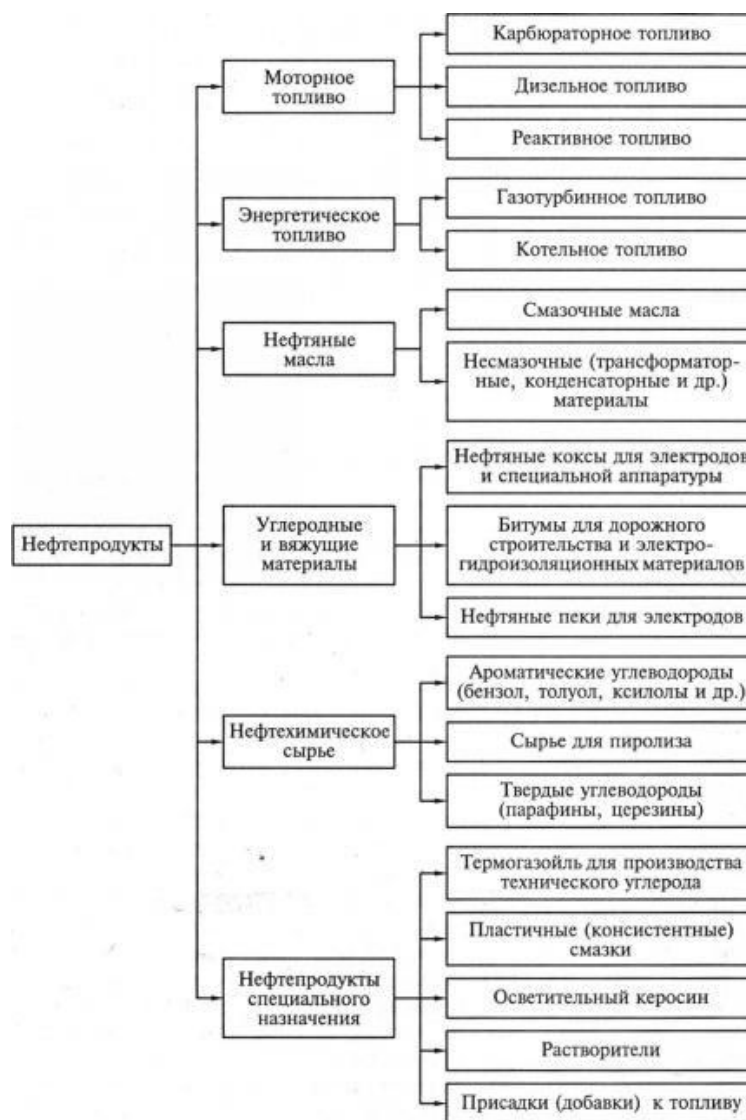 Карбюраторное топливо
Моторное
топливо
Дизельное топливо
Реактивное топливо
Энергетическое
топливо
Газотурбинное топливо
Котельное топливо
Нефтяные
масла
Смазочные масла
Несмазочные (трансформатор-
ные, конденсаторные и др.)
материалы
Нефтепродукты
Углеродные
и вяжущие
материалы
Нефтяные коксы для электродов
и специальной аппаратуры
Битумы для дорожного
строительства и электро-
гидроизоляционных материалов
Нефтяные пеки для электродов
Нефтехимическое
сырье
Ароматические углеводороды
(бензол, толуол, ксилолы и др.)
Сырье для пиролиза
Твердые углеводороды
(парафины, церезины)
Нефтепродукты
специального
назначения
Термогазойль для производства
технического углерода
Пластичные (консистентные)
смазки
Осветительный керосин
Растворители
Присадки (добавки) к топливу